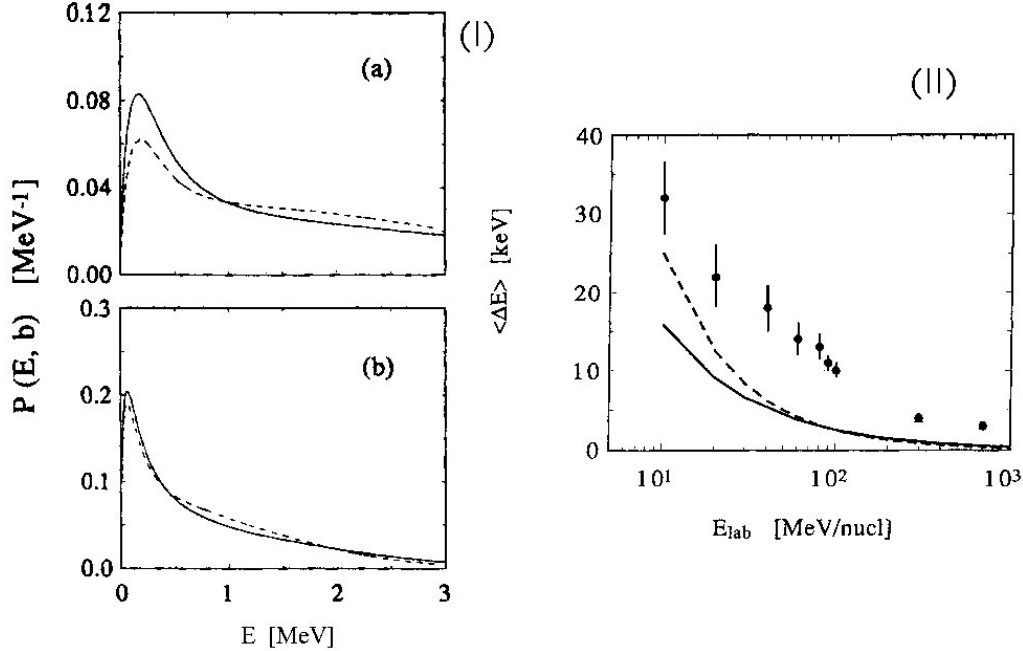 (I)
0.12
(a)
0.08
0.04
0.00
P (E, b) [MeV⁻¹]
0.3
(b)
0.2
0.1
0.0
0 1 2 3
E [MeV]
(II)
40
30
20
10
0
<ΔE> [keV]
10¹ 10² 10³
E_lab [MeV/nucl]